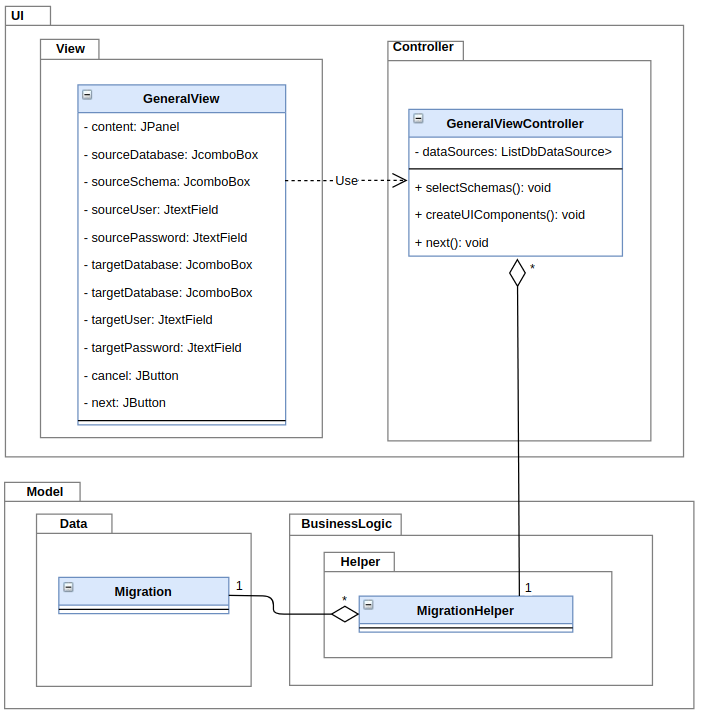 UI
View
GeneralView
- content: JPanel
- sourceDatabase: JcomboBox
- sourceSchema: JcomboBox
- sourceUser: JtextField
- sourcePassword: JtextField
- targetDatabase: JcomboBox
- targetDatabase: JcomboBox
- targetUser: JtextField
- targetPassword: JtextField
- cancel: JButton
- next: JButton
Use
Controller
GeneralViewController
- dataSources: ListDbDataSource>
+ selectSchemas(): void
+ createUIComponents(): void
+ next(): void
*
1
Model
Data
Migration
1
*
BusinessLogic
Helper
MigrationHelper